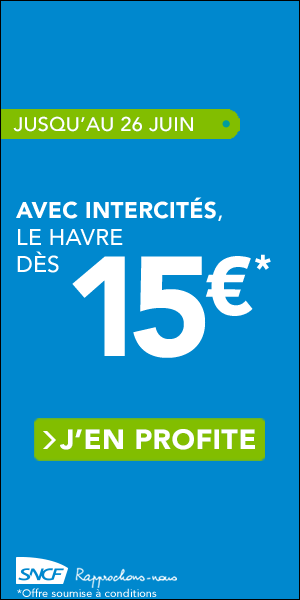 JUSQU'AU 26 JUIN
AVEC INTERCITÉS,
LE HAVRE
DÈS 15€*
> J'EN PROFITE
SNCF Rapprochons-nous
*Offre soumise à conditions